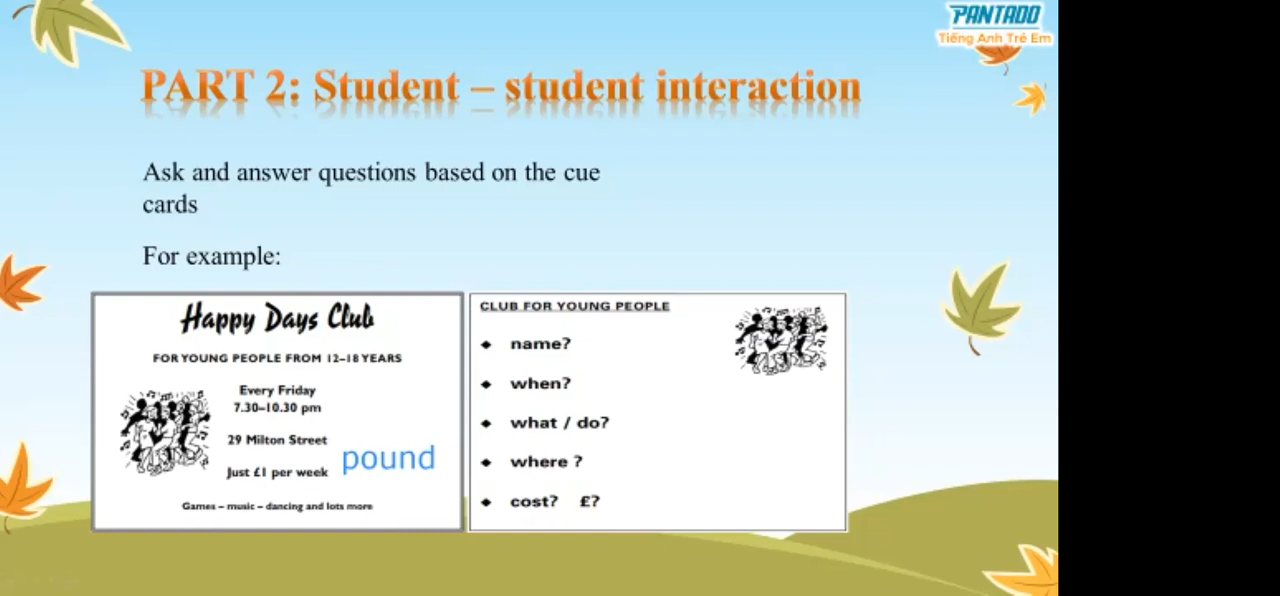 PANTADO
Tiếng Anh Trẻ Em
PART 2: Student – student interaction
Ask and answer questions based on the cue
cards
For example:
Happy Days Club
FOR YOUNG PEOPLE FROM 12–18 YEARS
Every Friday
7.30–10.30 pm
29 Milton Street
Just £1 per week
pound
Games – music – dancing and lots more
CLUB FOR YOUNG PEOPLE
◆ name?
◆ when?
◆ what / do?
◆ where ?
◆ cost? £?